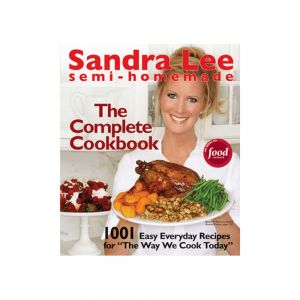 Sandra Lee
semi-homemade
The
Complete
Cookbook
food
1001 Easy Everyday Recipes
for "The Way We Cook Today"